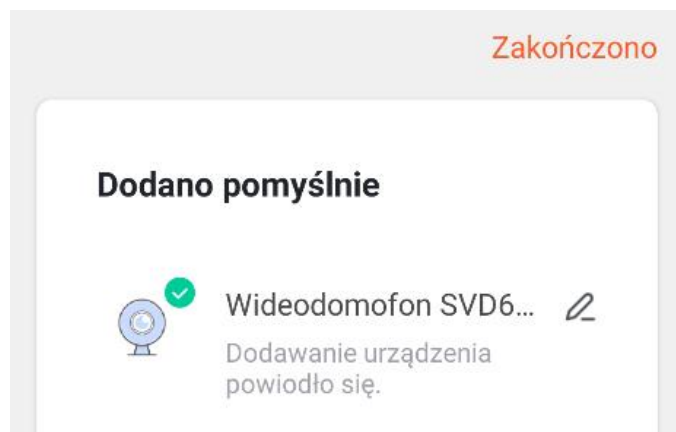 Zakończono
Dodano pomyślnie
Wideodomofon SVD6...
Dodawanie urządzenia
powiodło się.